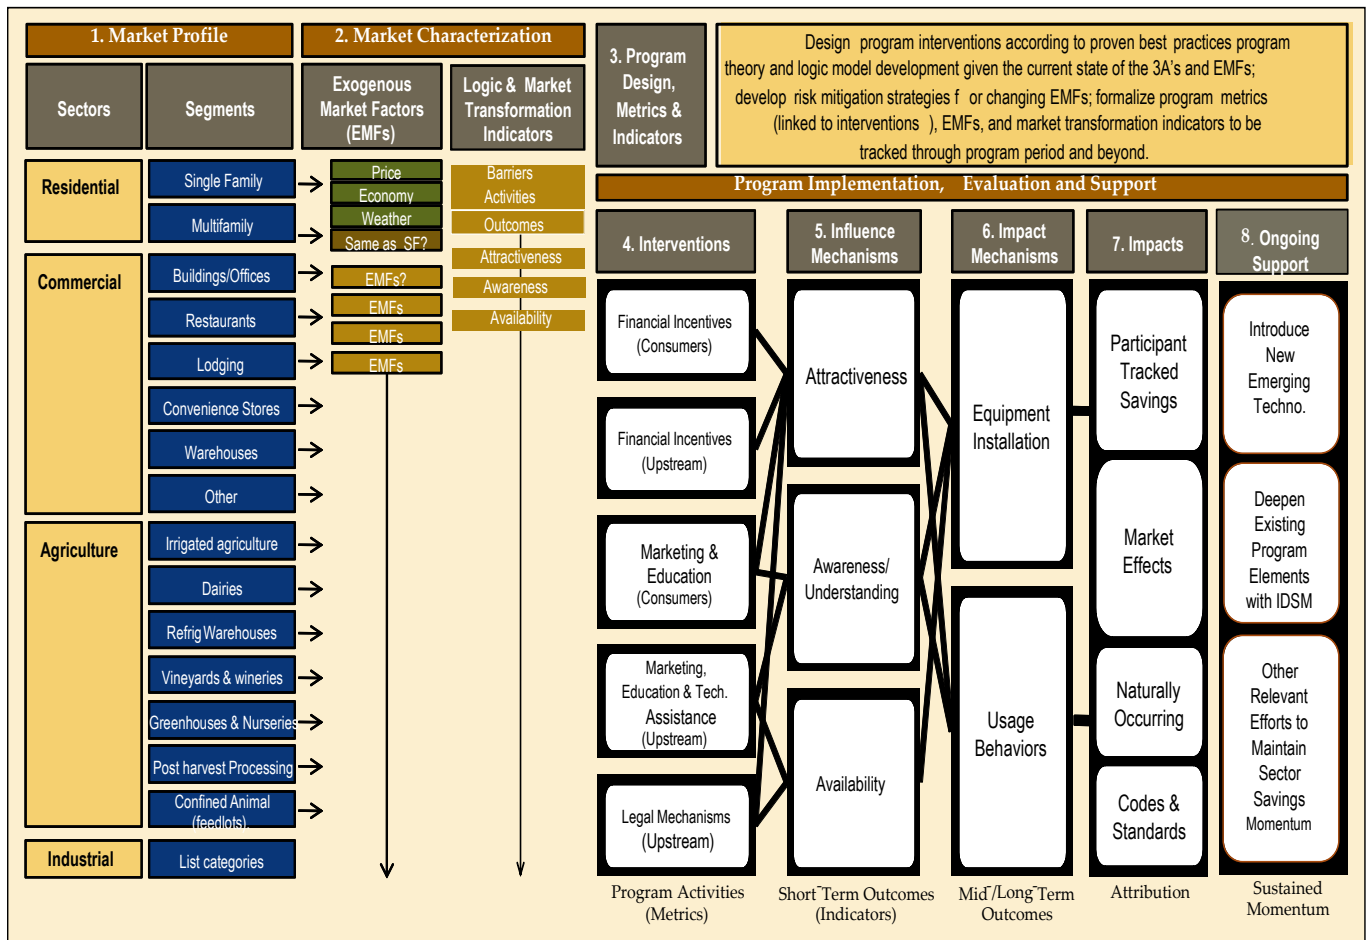 1. Market Profile
2. Market Characterization
Sectors
Segments
Exogenous
Market Factors
(EMFs)
Logic & Market
Transformation
Indicators
3. Program
Design,
Metrics &
Indicators
Design program interventions according to proven best practices program
theory and logic model development given the current state of the 3A's and EMFs;
develop risk mitigation strategies f or changing EMFs; formalize program metrics
(linked to interventions ), EMFs, and market transformation indicators to be
tracked through program period and beyond.
Residential
Single Family
Multifamily
Price
Economy
Weather
Same as SF?
Barriers
Activities
Outcomes
Attractiveness
Awareness
Availability
Commercial
Buildings/Offices
Restaurants
Lodging
Convenience Stores
Warehouses
Other
EMFs?
EMFs
EMFs
EMFs
Agriculture
Irrigated agriculture
Dairies
Refrig Warehouses
Vineyards & wineries
Greenhouses & Nurseries
Post harvest Processing
Confined Animal
(feedlots).
Industrial
List categories
Program Implementation, Evaluation and Support
4. Interventions
5. Influence
Mechanisms
6. Impact
Mechanisms
7. Impacts
8. Ongoing
Support
Financial Incentives
(Consumers)
Financial Incentives
(Upstream)
Marketing &
Education
(Consumers)
Marketing,
Education & Tech.
Assistance
(Upstream)
Legal Mechanisms
(Upstream)
Attractiveness
Awareness/
Understanding
Availability
Equipment
Installation
Usage
Behaviors
Participant
Tracked
Savings
Market
Effects
Naturally
Occurring
Codes &
Standards
Introduce
New
Emerging
Techno.
Deepen
Existing
Program
Elements
with IDSM
Other
Relevant
Efforts to
Maintain
Sector
Savings
Momentum
Program Activities
(Metrics)
Short-Term Outcomes
(Indicators)
Mid-/Long-Term
Outcomes
Attribution
Sustained
Momentum